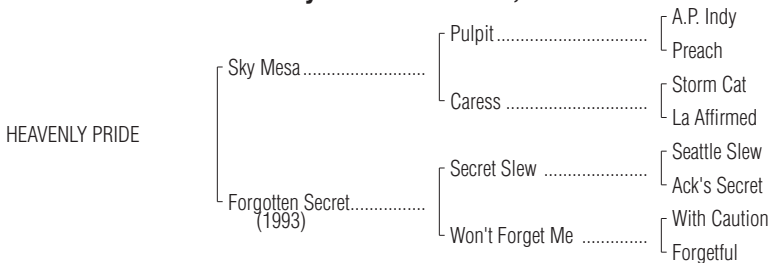 A.P. Indy
Pulpit
Preach
Sky Mesa
Storm Cat
Caress
La Affirmed
HEAVENLY PRIDE
Seattle Slew
Secret Slew
Ack's Secret
Forgotten Secret
(1993)
With Caution
Won't Forget Me
Forgetful